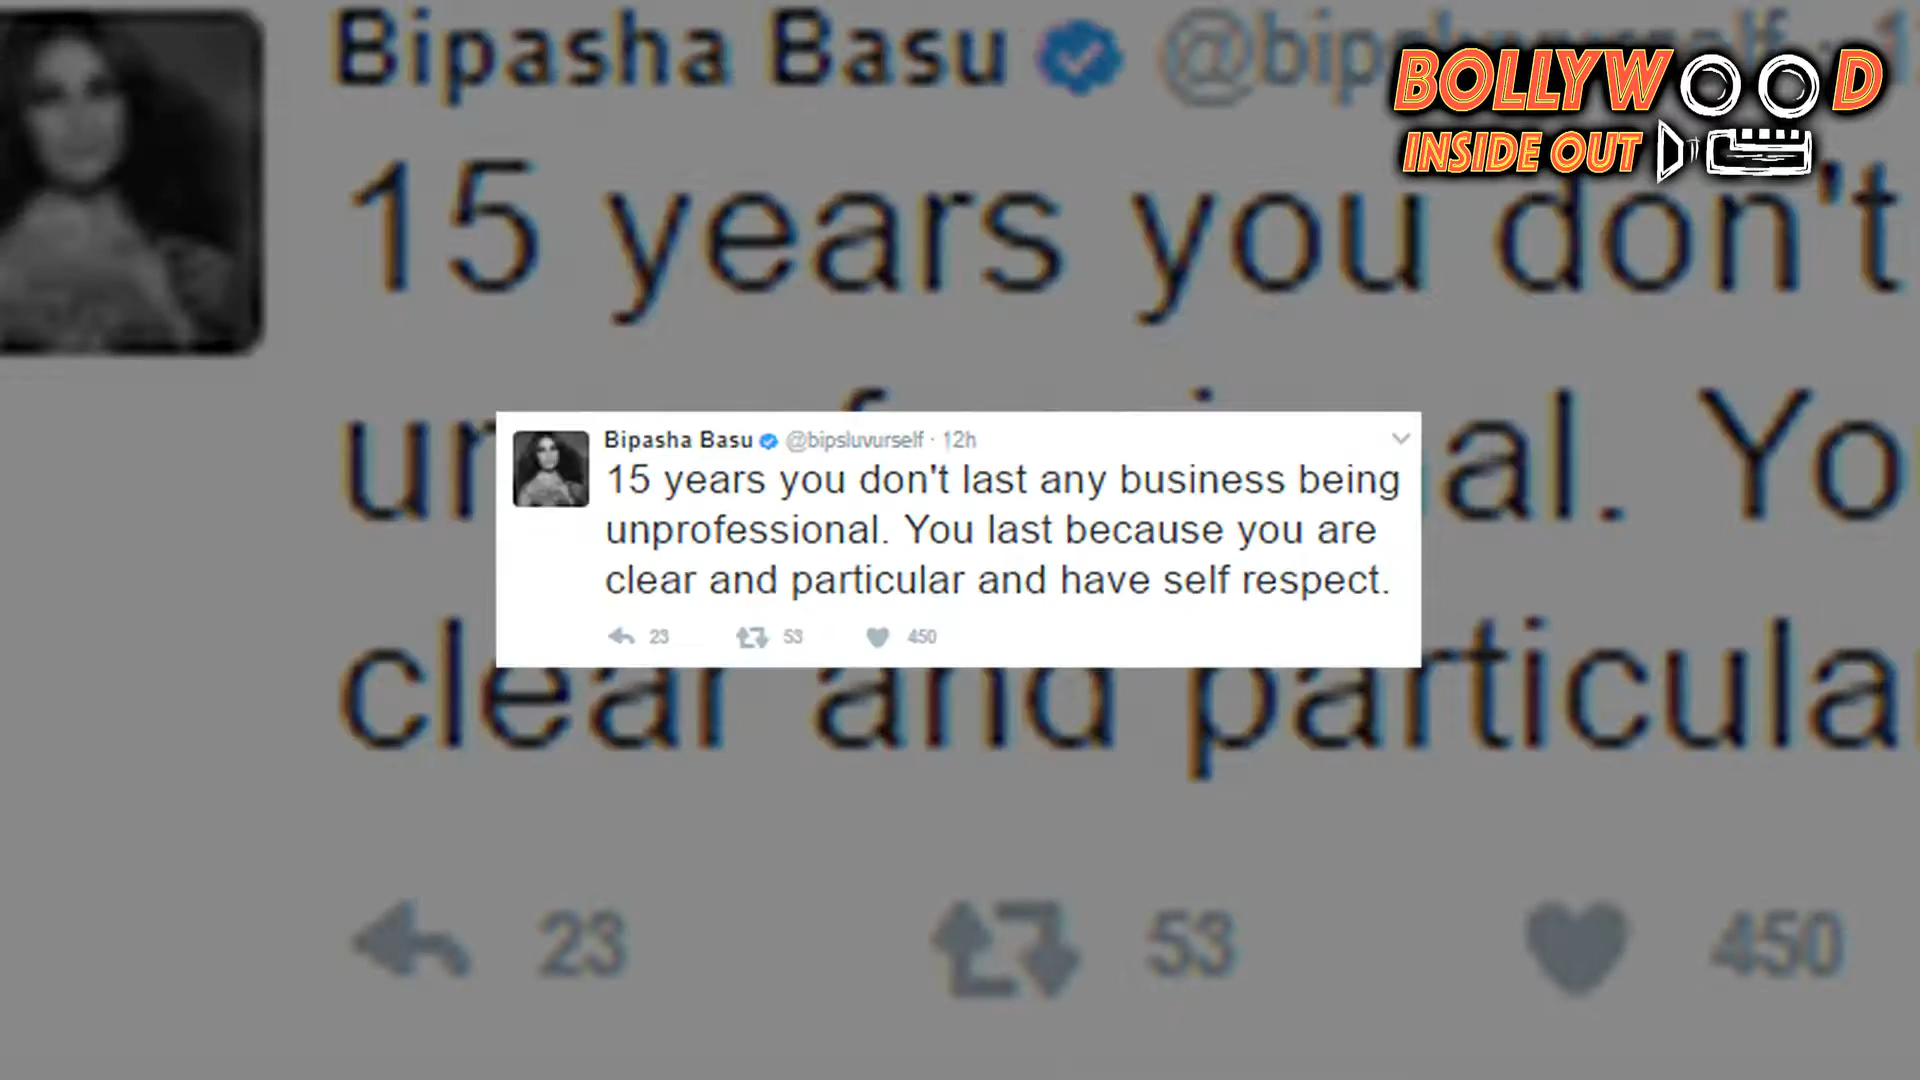 Bipasha Basu
BOLLYWOOD
INSIDE OUT
15 years you don't
al. Yo
clear and particula
23 53 450
Bipasha Basu @bipsluvurself · 12h
15 years you don't last any business being
unprofessional. You last because you are
clear and particular and have self respect.
23 53 450